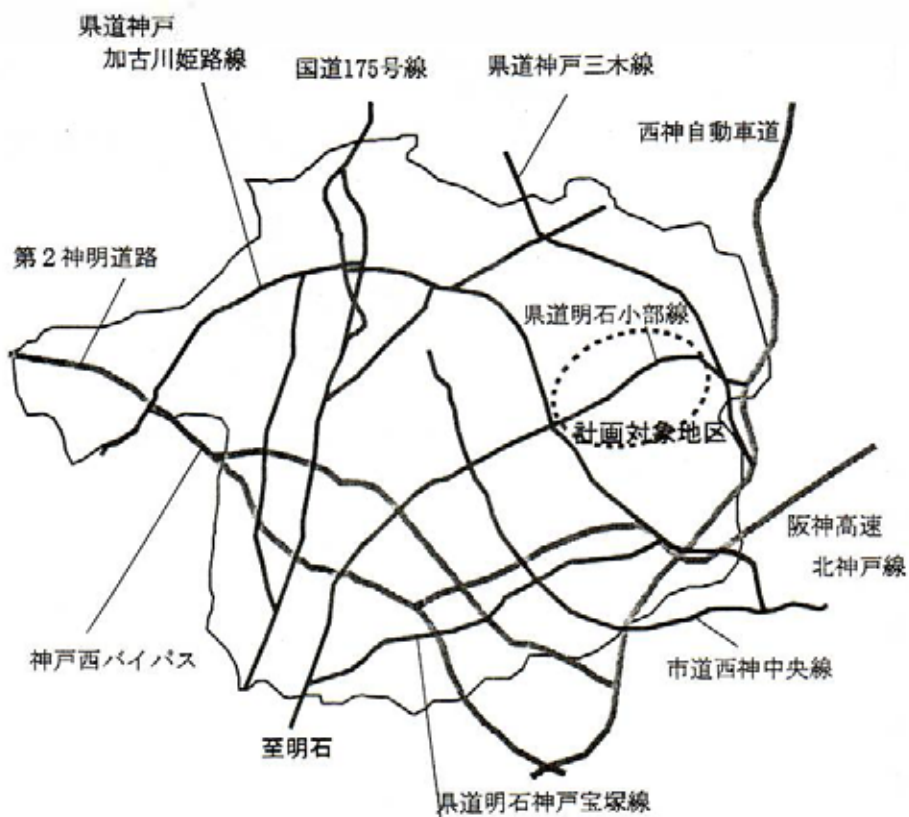 県道神戸
加古川姫路線
国道175号線
県道神戸三木線
西神自動車道
第2神明道路
県道明石小部線
計画対象地区
阪神高速
北神戸線
神戸西バイパス
市道西神中央線
至明石
県道明石神戸宝塚線